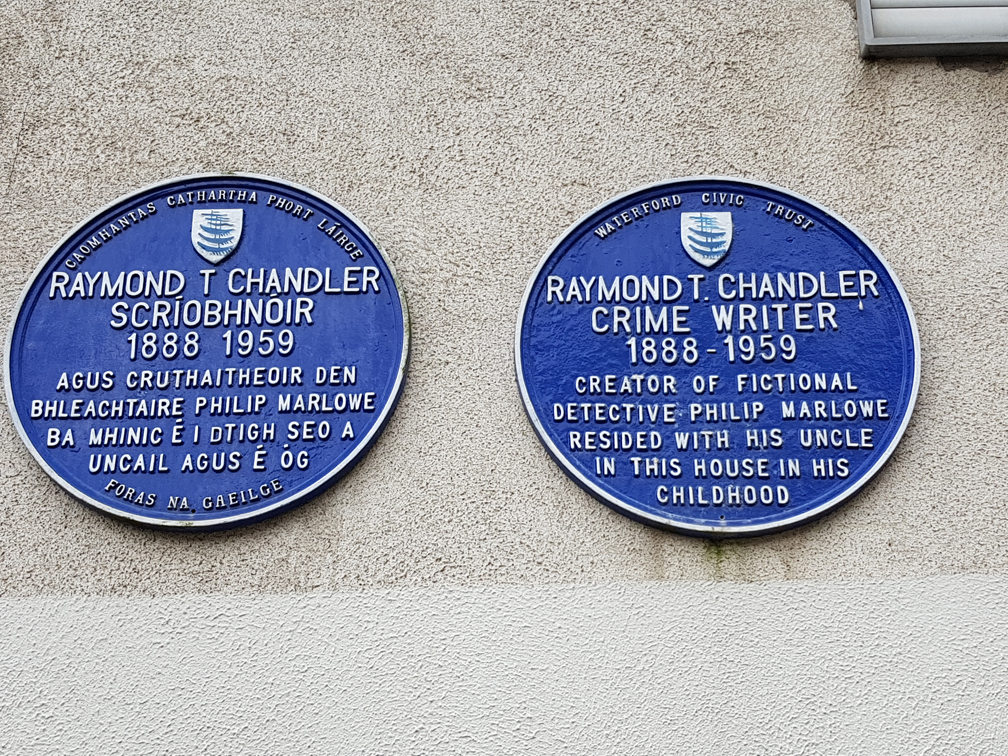 CAOMHANTAS CATHARTHA PHORT LÁIRGE
RAYMOND T CHANDLER
SCRÍOBHNÓIR
1888 1959
AGUS CRUTHAITHEOIR DEN
BHLEACHTAIRE PHILIP MARLOWE
BA MHINIC É I DTIGH SEO A
UNCAIL AGUS É ÓG
FORAS NA GAEILGE
WATERFORD CIVIC TRUST
RAYMOND T. CHANDLER
CRIME WRITER
1888-1959
CREATOR OF FICTIONAL
DETECTIVE PHILIP MARLOWE
RESIDED WITH HIS UNCLE
IN THIS HOUSE IN HIS
CHILDHOOD